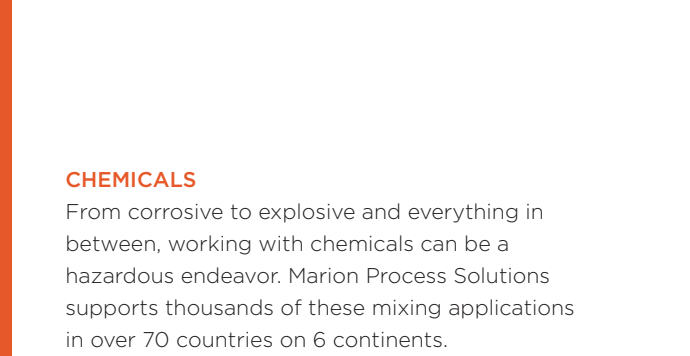 CHEMICALS
From corrosive to explosive and everything in
between, working with chemicals can be a
hazardous endeavor. Marion Process Solutions
supports thousands of these mixing applications
in over 70 countries on 6 continents.